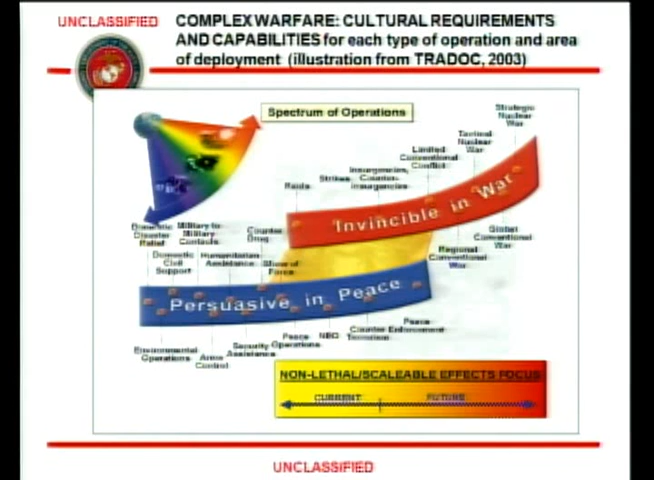 UNCLASSIFIED
COMPLEX WARFARE: CULTURAL REQUIREMENTS
AND CAPABILITIES for each type of operation and area
of deployment (illustration from TRADOC, 2003)
Spectrum of Operations
Strategic
Nuclear
War
Tactical
Nuclear
War
Limited
Conventional
Conflict
Insurgencies,
Counter-
insurgencies
Strikes
Raids
Invincible in War
Domestic
Disaster
Relief
Military-to-
Military
Contacts
Counter
Drug
Domestic
Civil
Support
Humanitarian
Assistance
Show of
Force
Regional
Conventional
War
Global
Conventional
War
Persuasive in Peace
Environmental
Operations
Arms
Control
Security
Assistance
Peace
Operations
NEO
Counter
Terrorism
Peace
Enforcement
NON-LETHAL/SCALEABLE EFFECTS FOCUS
CURRENT
FUTURE
UNCLASSIFIED